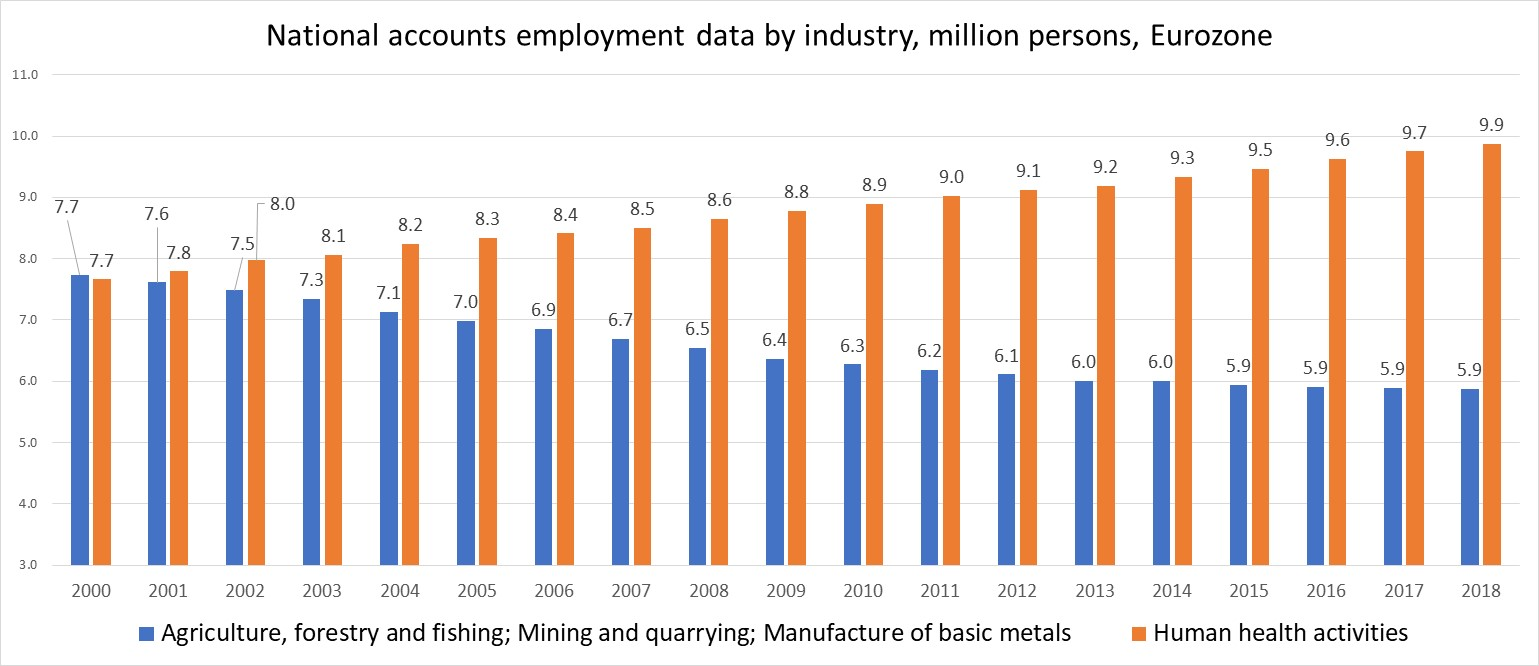 National accounts employment data by industry, million persons, Eurozone
11.0
10.0
9.0
8.0
7.0
6.0
5.0
4.0
3.0
7.7 7.6 7.5 7.3 7.1 7.0 6.9 6.7 6.5 6.4 6.3 6.2 6.1 6.0 6.0 5.9 5.9 5.9 5.9
7.7 7.8 8.0 8.1 8.2 8.3 8.4 8.5 8.6 8.8 8.9 9.0 9.1 9.2 9.3 9.5 9.6 9.7 9.9
2000 2001 2002 2003 2004 2005 2006 2007 2008 2009 2010 2011 2012 2013 2014 2015 2016 2017 2018
Agriculture, forestry and fishing; Mining and quarrying; Manufacture of basic metals Human health activities